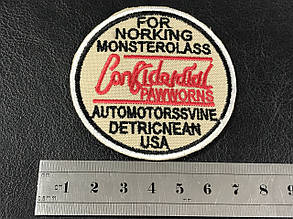 FOR
NORKING
MONSTEROLASS
Confidential
PAWWORNS
AUTOMOTORSSVINE
DETRICNEAN
USA
1 2 3 4 5 6 7 8 9